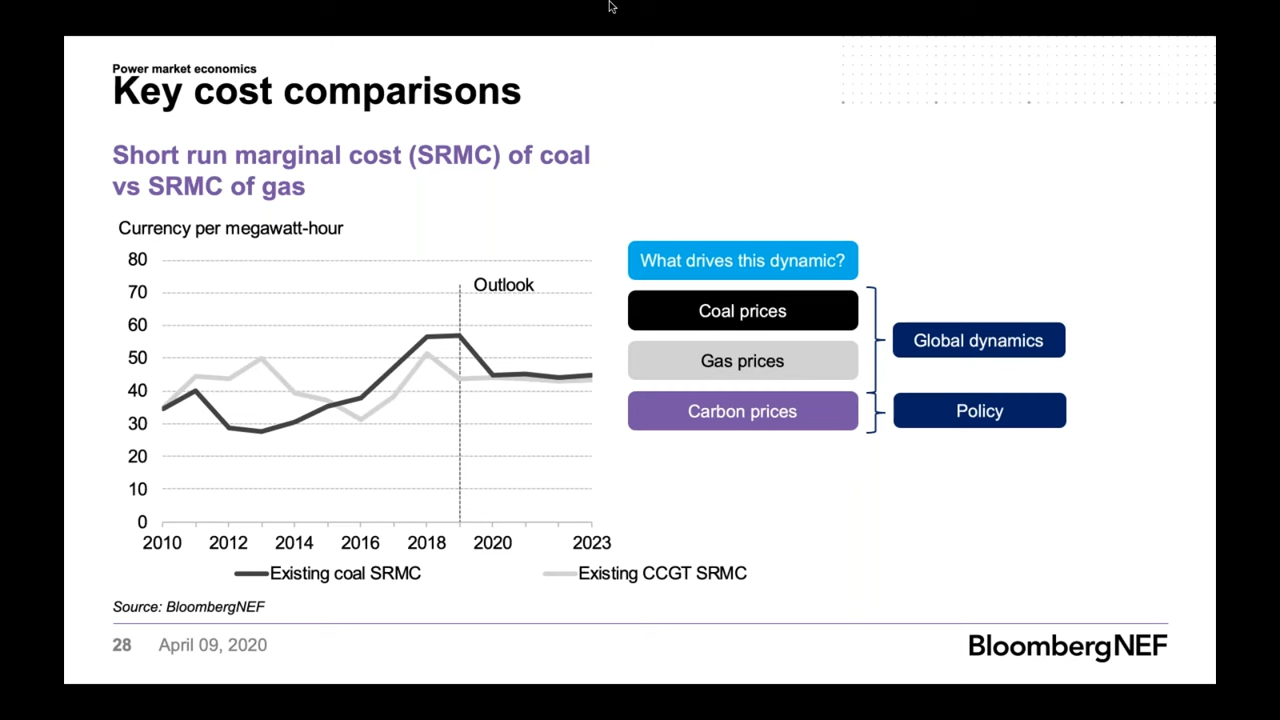 Power market economics
Key cost comparisons
Short run marginal cost (SRMC) of coal
vs SRMC of gas
Currency per megawatt-hour
80
70
60
50
40
30
20
10
0
Outlook
2010 2012 2014 2016 2018 2020 2023
Existing coal SRMC Existing CCGT SRMC
What drives this dynamic?
Coal prices
Gas prices
Carbon prices
Global dynamics
Policy
Source: BloombergNEF
28 April 09, 2020
BloombergNEF